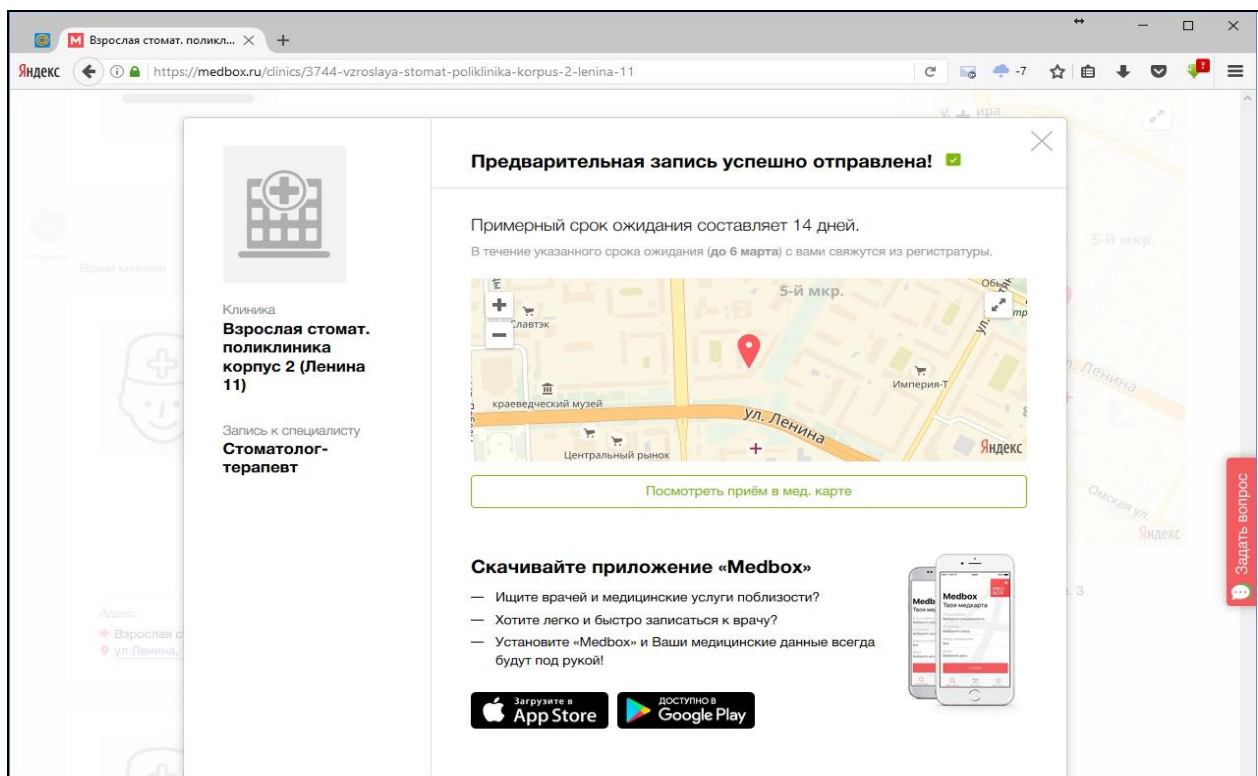 Взрослая стомат. поликл...
Яндекс
https://medbox.ru/clinics/3744-vzroslaya-stomat-poliklinika-korpus-2-lenina-11
-7
?
Предварительная запись успешно отправлена!
Примерный срок ожидания составляет 14 дней.
В течение указанного срока ожидания (до 6 марта) с вами свяжутся из регистратуры.
Клиника
Взрослая стомат.
поликлиника
корпус 2 (Ленина
11)
Запись к специалисту
Стоматолог-
терапевт
5-й мкр.
Славтэк
Империя-Т
краеведческий музей
ул. Ленина
Центральный рынок
Яндекс
Посмотреть приём в мед. карте
Скачивайте приложение «Medbox»
— Ищите врачей и медицинские услуги поблизости?
— Хотите легко и быстро записаться к врачу?
— Установите «Medbox» и Ваши медицинские данные всегда
будут под рукой!
Загрузите в
App Store
ДОСТУПНО В
Google Play
Medbox
Твоя медкарта
MED
BOX
Врачи клиники
Адрес:
ул Ленина,
5-й мкр.
ул. Ленина
Омская ул.
Яндекс
Задать вопрос